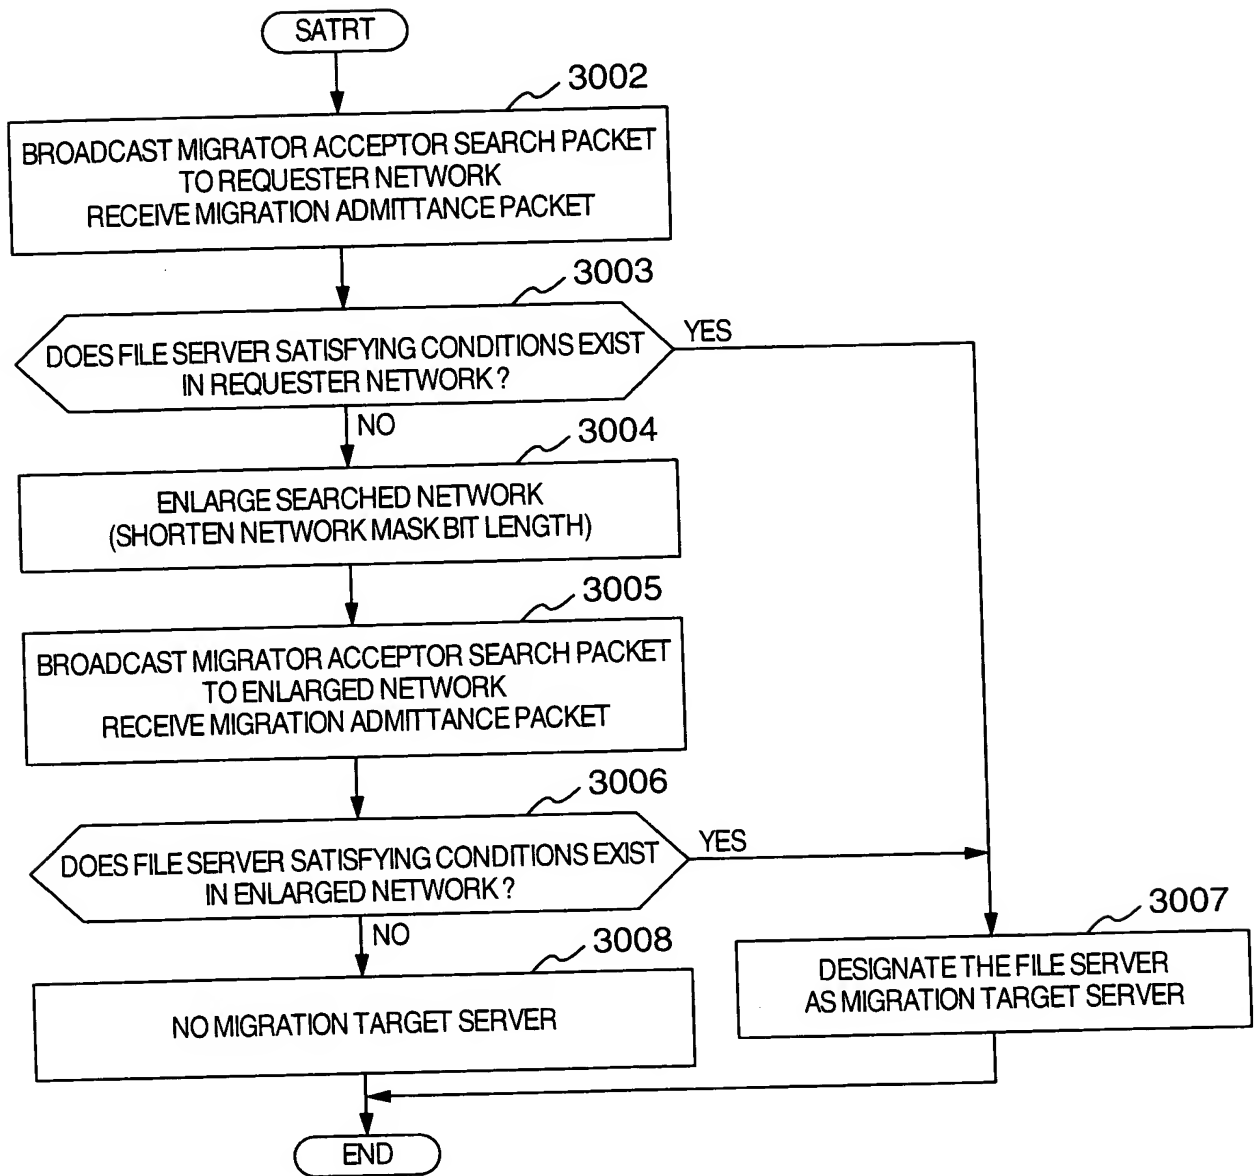 SATRT
3002
BROADCAST MIGRATOR ACCEPTOR SEARCH PACKET
TO REQUESTER NETWORK
RECEIVE MIGRATION ADMITTANCE PACKET
3003
DOES FILE SERVER SATISFYING CONDITIONS EXIST
IN REQUESTER NETWORK?
YES
NO
3004
ENLARGE SEARCHED NETWORK
(SHORTEN NETWORK MASK BIT LENGTH)
3005
BROADCAST MIGRATOR ACCEPTOR SEARCH PACKET
TO ENLARGED NETWORK
RECEIVE MIGRATION ADMITTANCE PACKET
3006
DOES FILE SERVER SATISFYING CONDITIONS EXIST
IN ENLARGED NETWORK?
YES
NO
3007
DESIGNATE THE FILE SERVER
AS MIGRATION TARGET SERVER
3008
NO MIGRATION TARGET SERVER
END